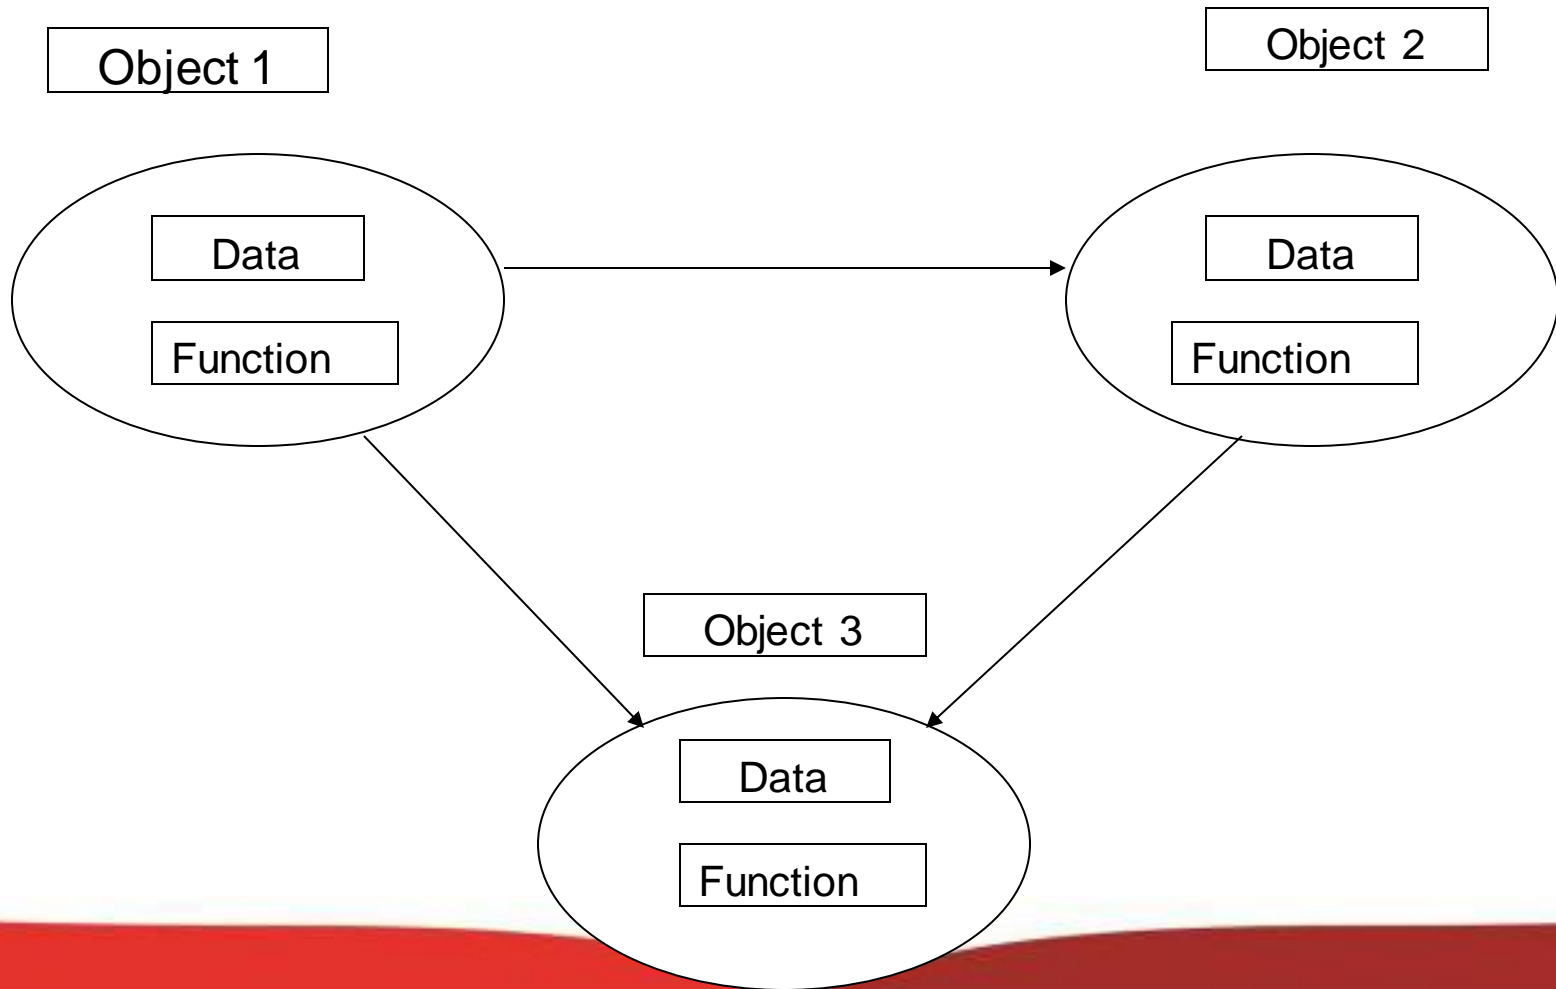 Object 1
Object 2
Data
Function
Data
Function
Object 3
Data
Function